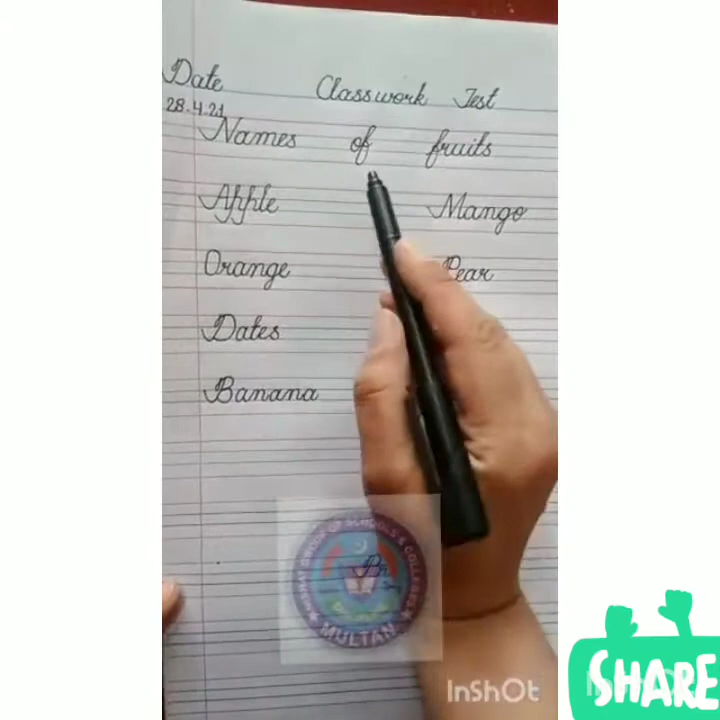 Date Classwork Test
28-4-21
Names of fruits
Apple Mango
Orange Pear
Dates
Banana
MULTAN
InShOt
SHARE